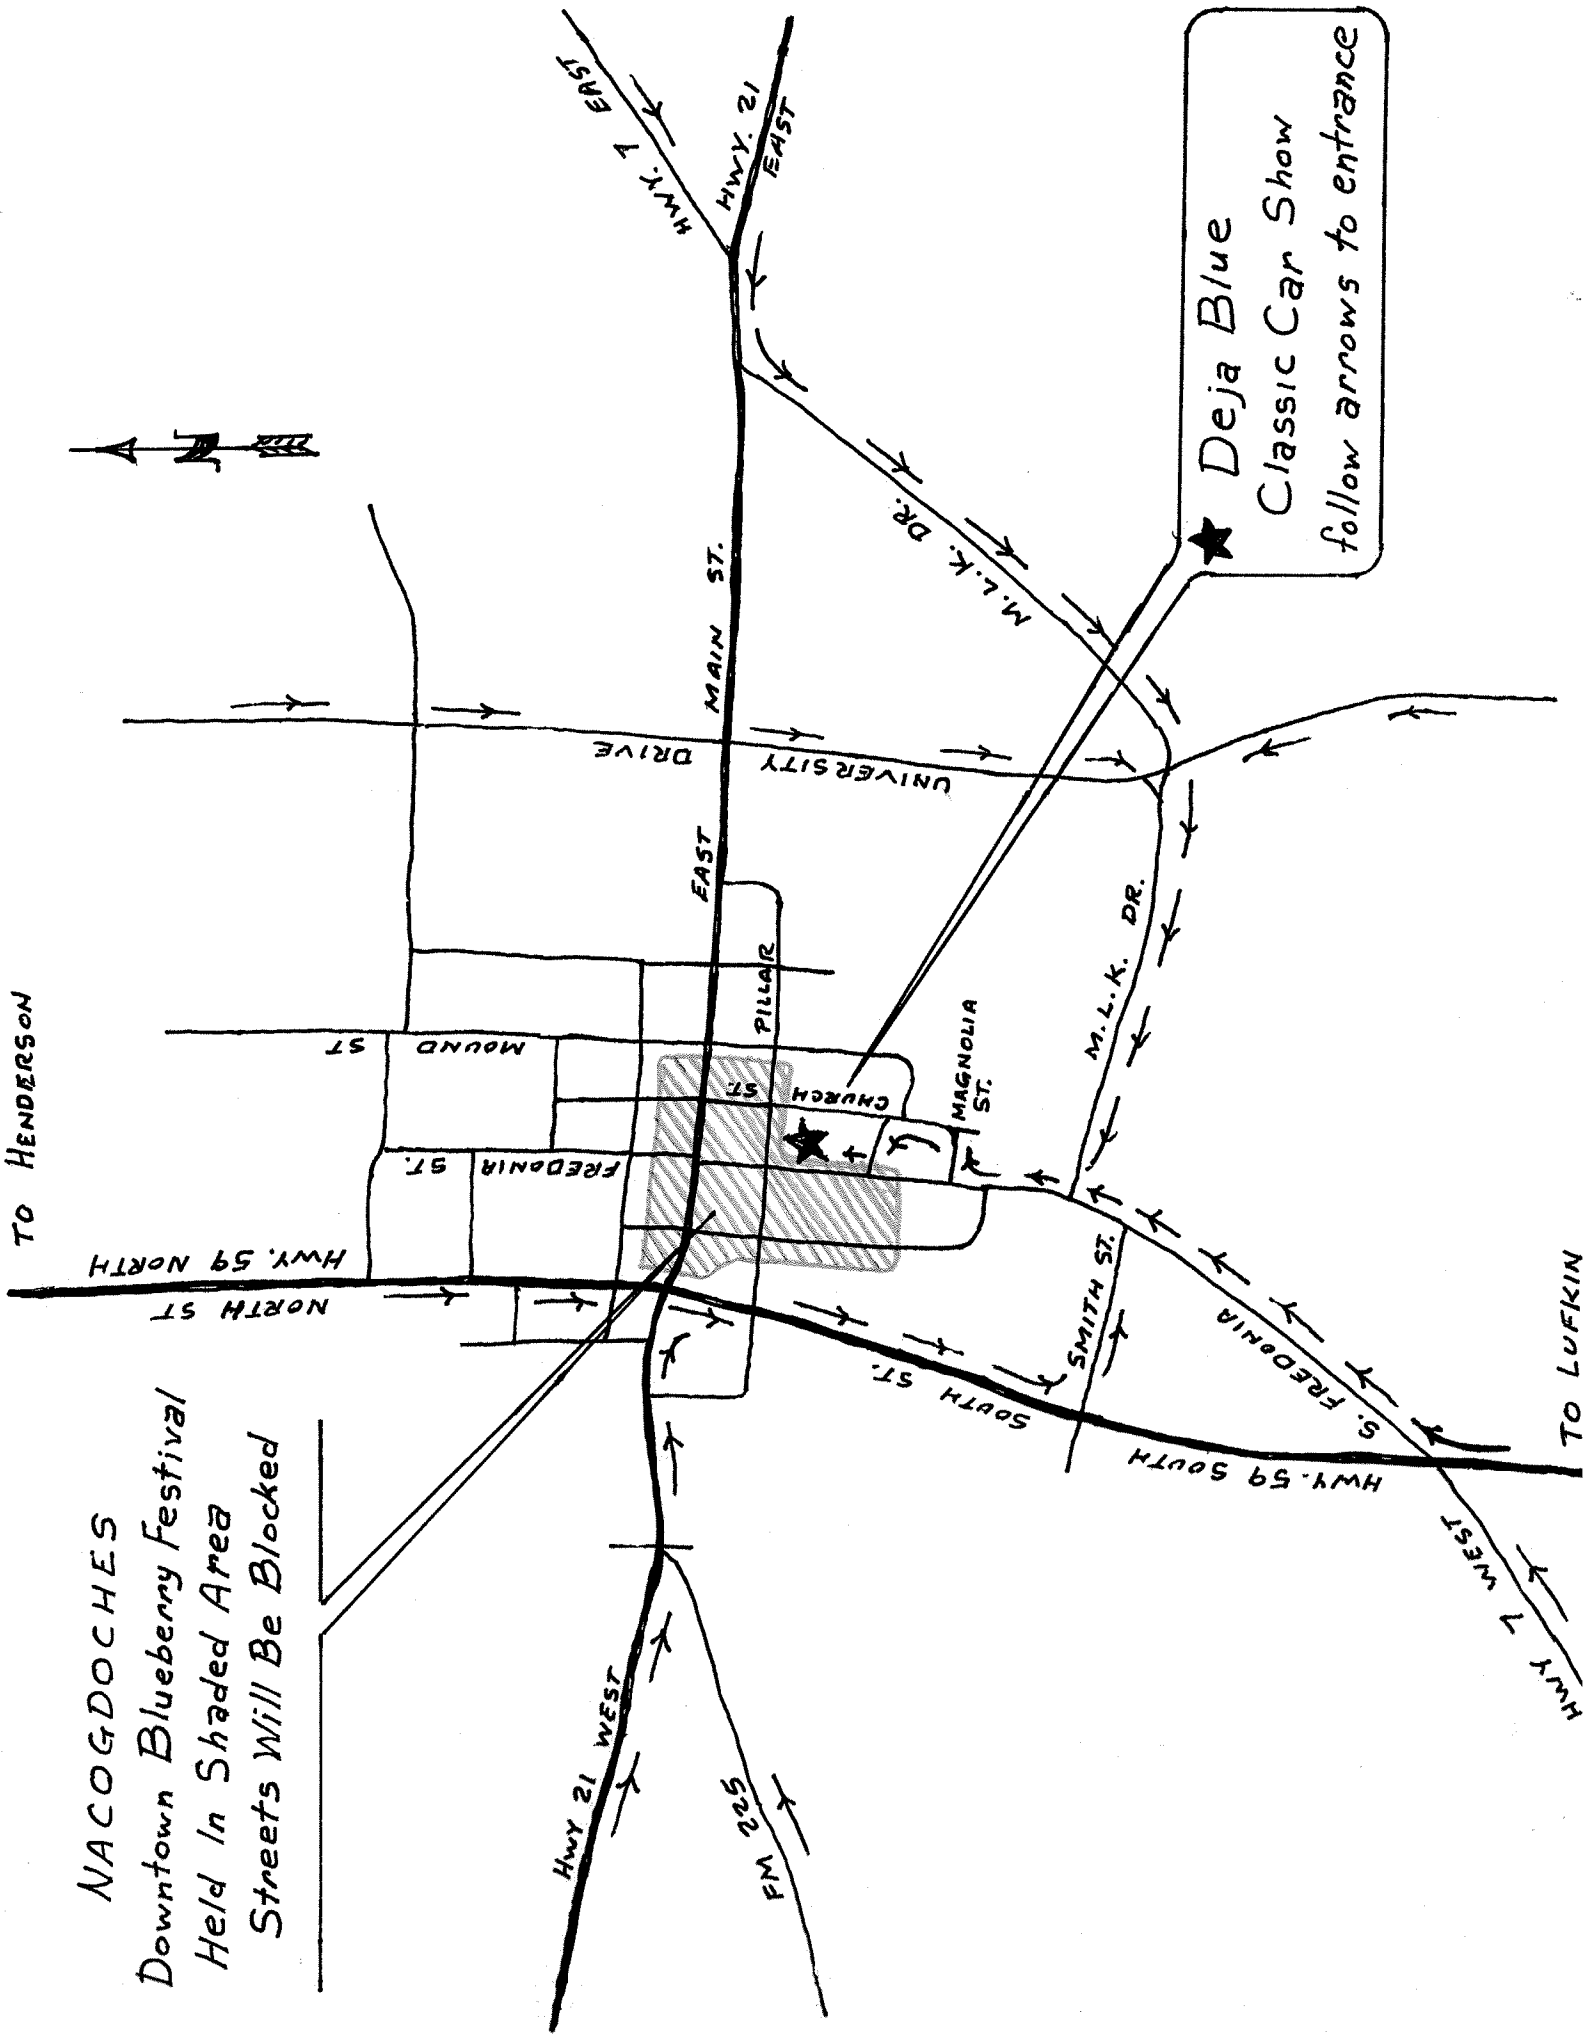 NACOGDOCHES
Downtown Blueberry Festival
Held In Shaded Area
Streets Will Be Blocked
TO HENDERSON
HWY. 59 NORTH
NORTH ST
MOUND ST
FREDONIA ST.
CHURCH ST.
PILLAR
EAST MAIN ST.
UNIVERSITY DRIVE
HWY. 7 EAST
HWY. 21 EAST
N
M.L.K. DR.
M.L.K. DR.
MAGNOLIA ST.
SMITH ST.
SOUTH ST.
HWY. 59 SOUTH
S. FREDONIA
HWY 7 WEST
TO LUFKIN
HWY 21 WEST
FM 225
Deja Blue
Classic Car Show
follow arrows to entrance